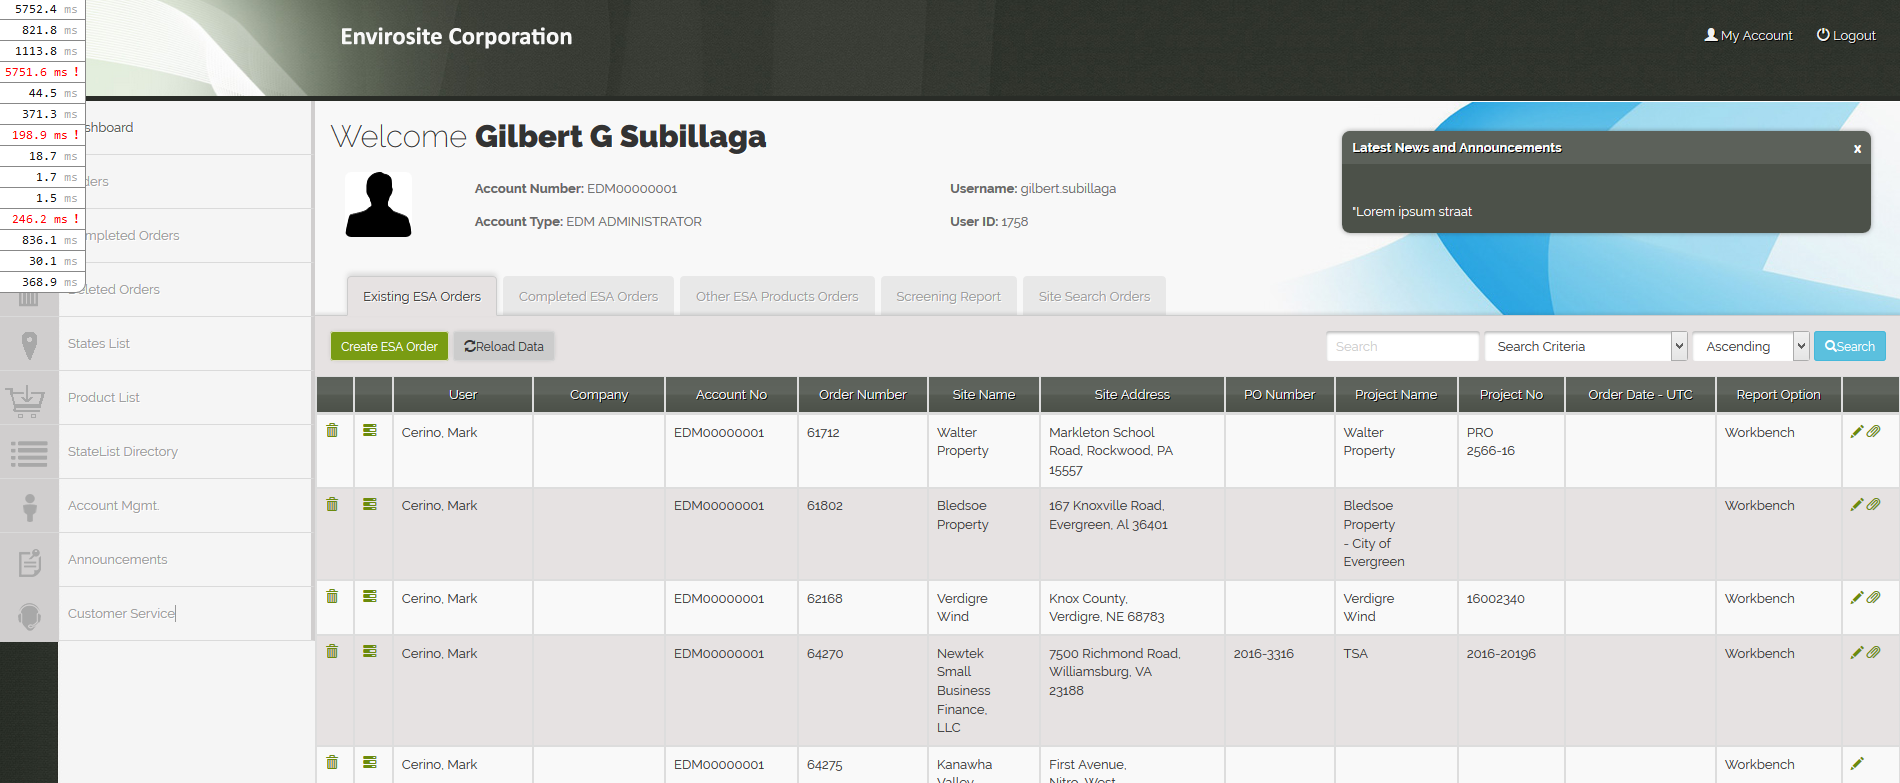 5752.4 ms
821.8 ms
1113.8 ms
5751.6 ms !
44.5 ms
371.3 ms
198.9 ms !
18.7 ms
1.7 ms
1.5 ms
246.2 ms !
836.1 ms
30.1 ms
368.9 ms
Envirosite Corporation
My Account Logout
shboard
ders
mpleted Orders
leted Orders
States List
Product List
StateList Directory
Account Mgmt.
Announcements
Customer Service
Welcome Gilbert G Subillaga
Account Number: EDM00000001
Username: gilbert.subillaga
Account Type: EDM ADMINISTRATOR
User ID: 1758
Latest News and Announcements x
"Lorem ipsum straat
Existing ESA Orders Completed ESA Orders Other ESA Products Orders Screening Report Site Search Orders
Create ESA Order Reload Data Search Search Criteria Ascending Search
User Company Account No Order Number Site Name Site Address PO Number Project Name Project No Order Date - UTC Report Option
Cerino, Mark EDM00000001 61712 Walter Markleton School Walter PRO Workbench
Property Road, Rockwood, PA Property 2566-16
15557
Cerino, Mark EDM00000001 61802 Bledsoe 167 Knoxville Road, Bledsoe Workbench
Property Evergreen, Al 36401 Property
- City of
Evergreen
Cerino, Mark EDM00000001 62168 Verdigre Knox County, Verdigre 16002340 Workbench
Wind Verdigre, NE 68783 Wind
Cerino, Mark EDM00000001 64270 Newtek 7500 Richmond Road, 2016-3316 TSA 2016-20196 Workbench
Small Williamsburg, VA
Business 23188
Finance,
LLC
Cerino, Mark EDM00000001 64275 Kanawha First Avenue, Workbench
Valley Nitro, West